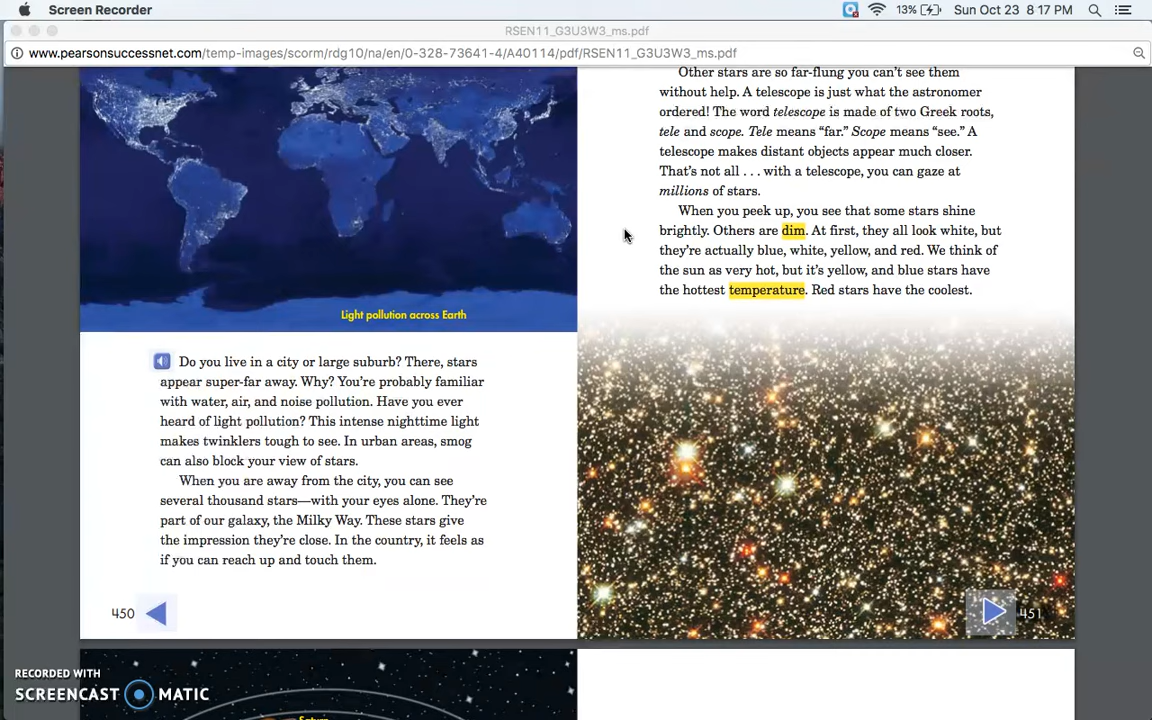 Screen Recorder
13%
Sun Oct 23 8:17 PM
RSEN11_G3U3W3_ms.pdf
www.pearsonsuccessnet.com/temp-images/scorm/rdg10/na/en/0-328-73641-4/A40114/pdf/RSEN11_G3U3W3_ms.pdf
Light pollution across Earth
Do you live in a city or large suburb? There, stars
appear super-far away. Why? You're probably familiar
with water, air, and noise pollution. Have you ever
heard of light pollution? This intense nighttime light
makes twinklers tough to see. In urban areas, smog
can also block your view of stars.
When you are away from the city, you can see
several thousand stars—with your eyes alone. They're
part of our galaxy, the Milky Way. These stars give
the impression they're close. In the country, it feels as
if you can reach up and touch them.
450
Other stars are so far-flung you can't see them
without help. A telescope is just what the astronomer
ordered! The word telescope is made of two Greek roots,
tele and scope. Tele means “far.” Scope means “see.” A
telescope makes distant objects appear much closer.
That's not all . . . with a telescope, you can gaze at
millions of stars.
When you peek up, you see that some stars shine
brightly. Others are dim. At first, they all look white, but
they're actually blue, white, yellow, and red. We think of
the sun as very hot, but it's yellow, and blue stars have
the hottest temperature. Red stars have the coolest.
451
RECORDED WITH
SCREENCAST MATIC
Saturn